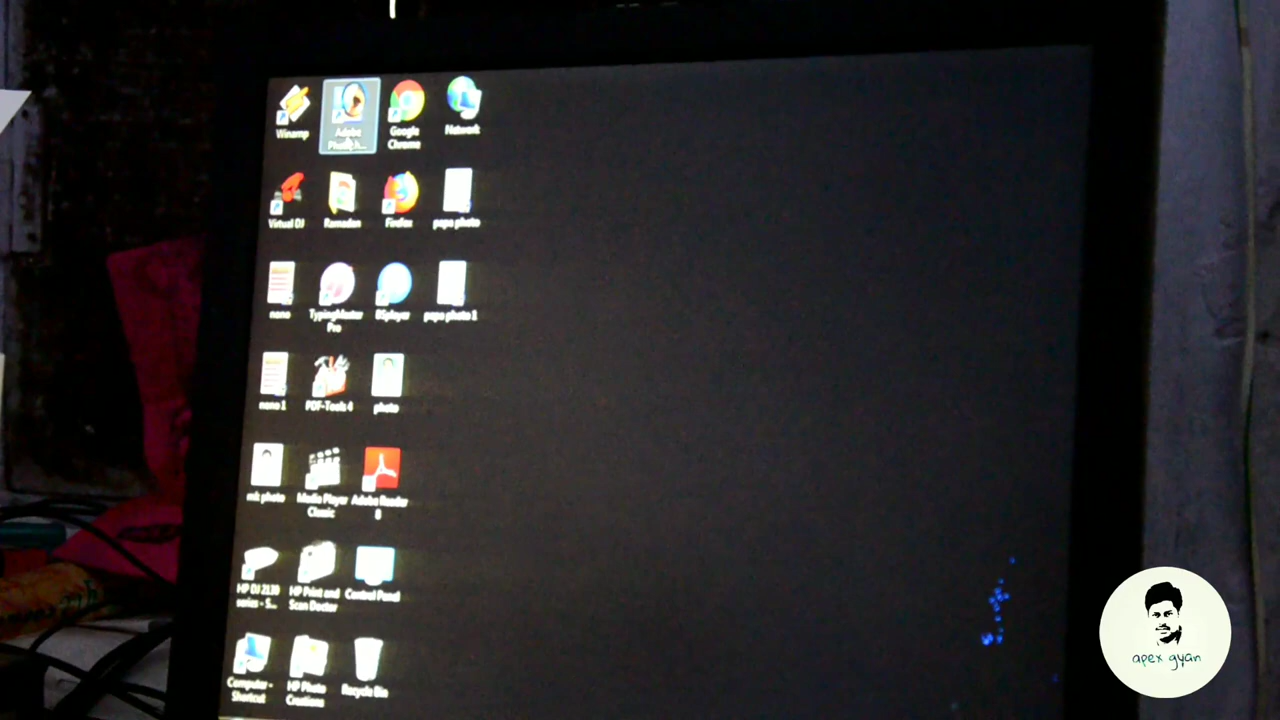 Winamp
Adobe
Photosh...
Google
Chrome
Network
Virtual DJ
Ramadan
Firefox
papa photo
nono
TypingMaster
Pro
BSplayer
papa photo 1
nono 1
PDF-Tools 4
photo
mk photo
Media Player
Classic
Adobe Reader
8
HP DJ 2130
series - S...
HP Print and
Scan Doctor
Control Panel
Computer -
Shortcut
HP Photo
Creations
Recycle Bin
apex gyan